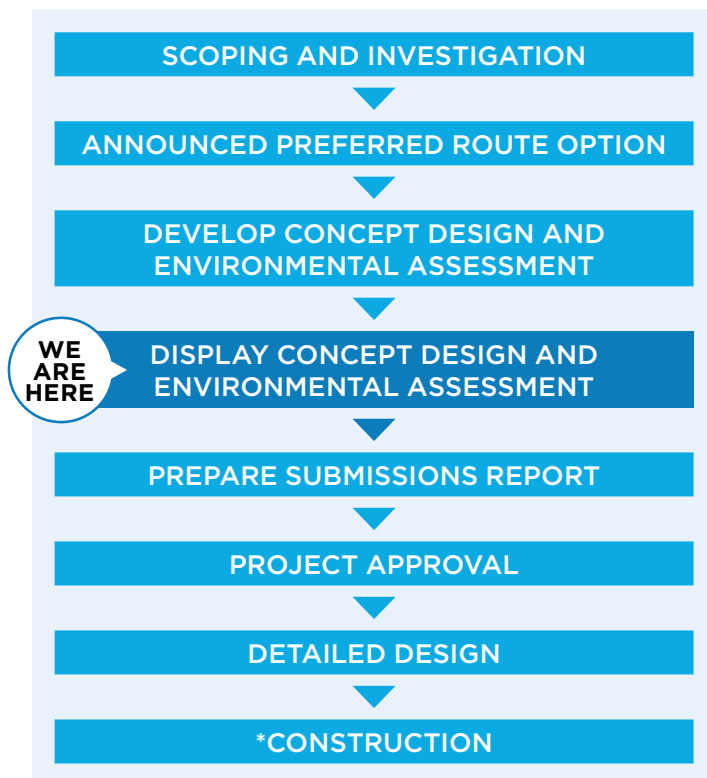 SCOPING AND INVESTIGATION
ANNOUNCED PREFERRED ROUTE OPTION
DEVELOP CONCEPT DESIGN AND
ENVIRONMENTAL ASSESSMENT
WE
ARE
HERE
DISPLAY CONCEPT DESIGN AND
ENVIRONMENTAL ASSESSMENT
PREPARE SUBMISSIONS REPORT
PROJECT APPROVAL
DETAILED DESIGN
*CONSTRUCTION